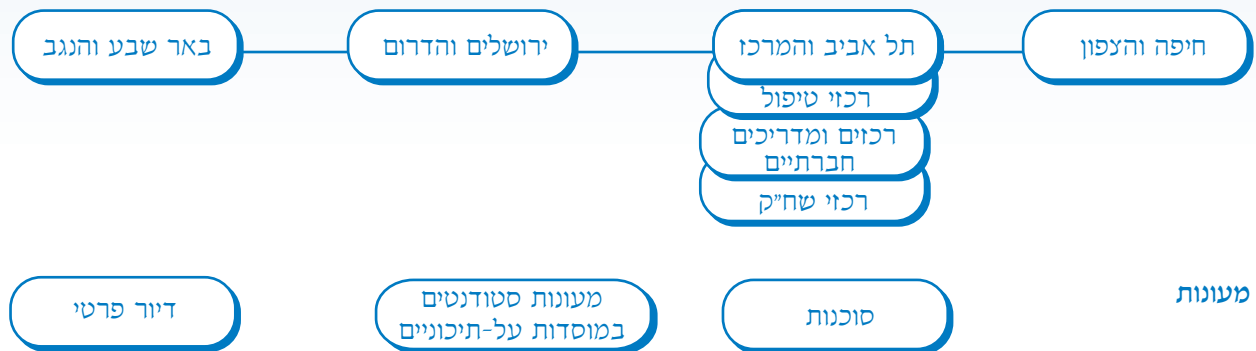 חיפה והצפון
תל אביב והמרכז
ירושלים והדרום
באר שבע והנגב
רכזי טיפול
רכזים ומדריכים
חברתיים
רכזי שח״ק
מעונות
סוכנות
מעונות סטודנטים
במוסדות על-תיכוניים
דיור פרטי